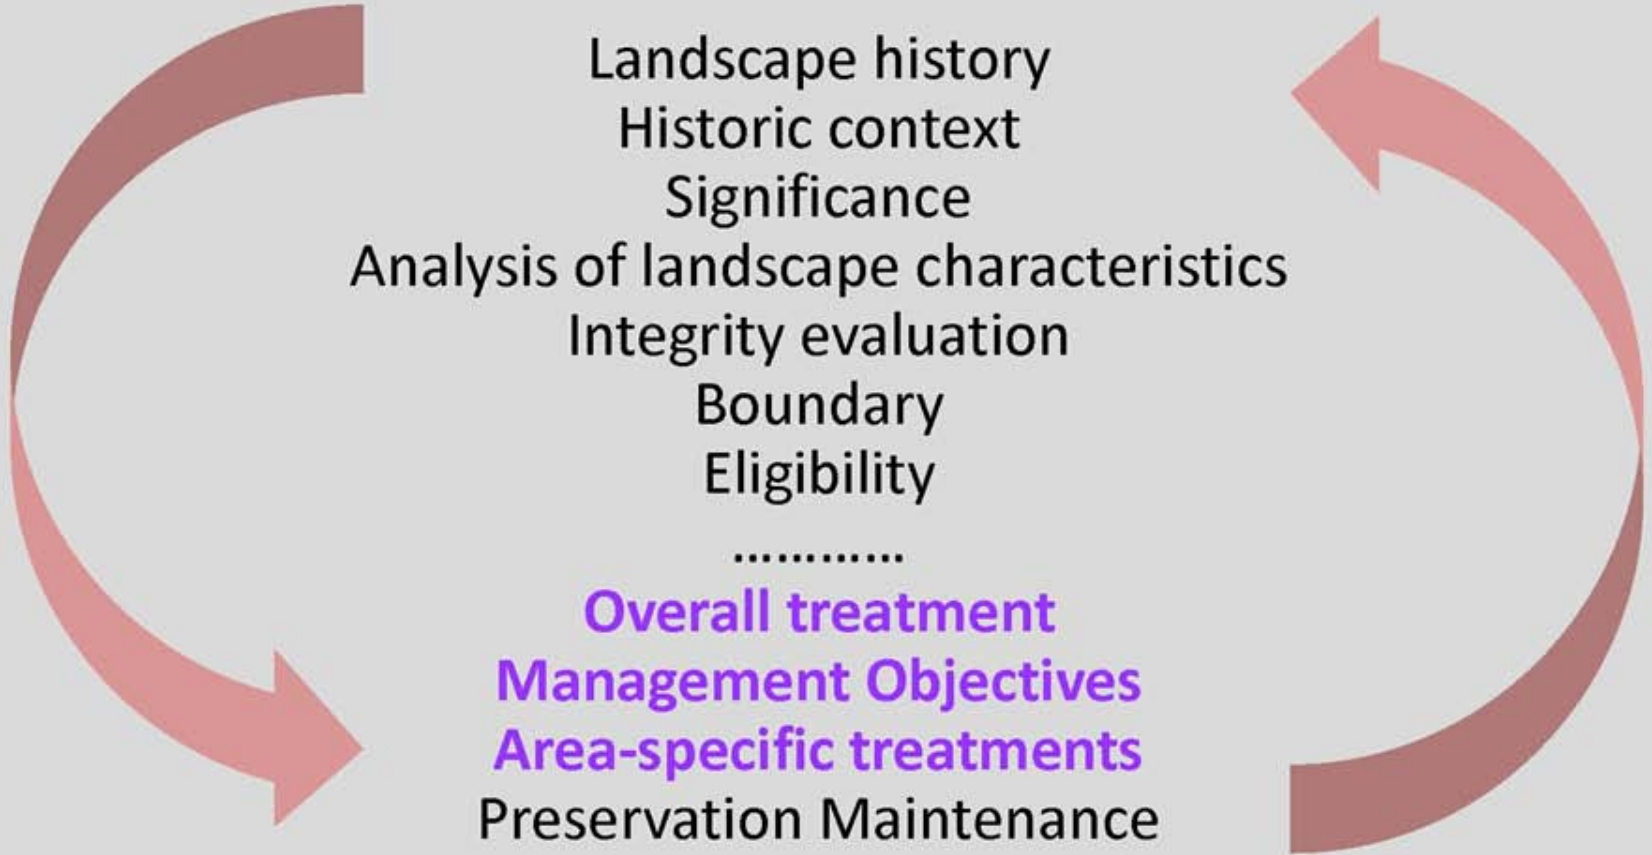 Landscape history
Historic context
Significance
Analysis of landscape characteristics
Integrity evaluation
Boundary
Eligibility
............
Overall treatment
Management Objectives
Area-specific treatments
Preservation Maintenance